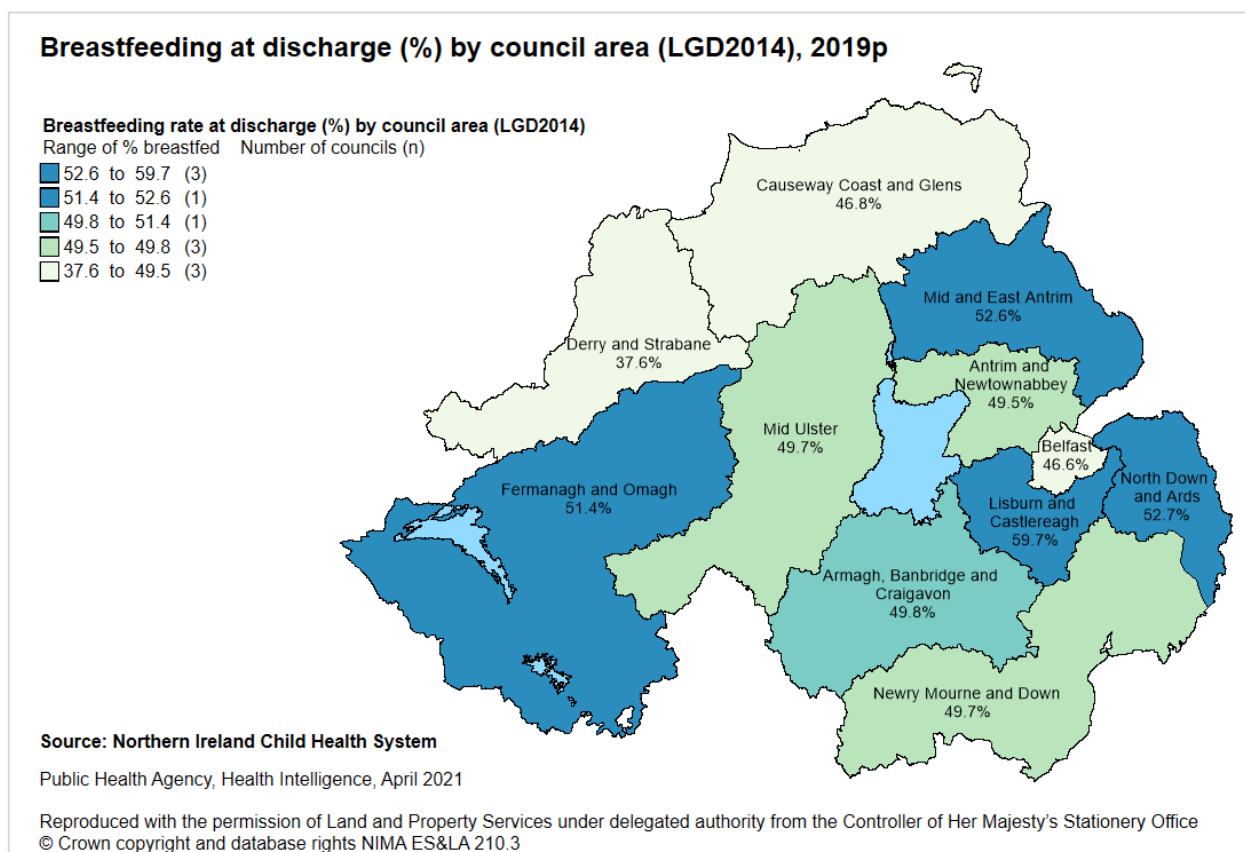 Breastfeeding at discharge (%) by council area (LGD2014), 2019p
Breastfeeding rate at discharge (%) by council area (LGD2014)
Range of % breastfed Number of councils (n)
52.6 to 59.7 (3)
51.4 to 52.6 (1)
49.8 to 51.4 (1)
49.5 to 49.8 (3)
37.6 to 49.5 (3)
Causeway Coast and Glens
46.8%
Mid and East Antrim
52.6%
Derry and Strabane
37.6%
Antrim and
Newtownabbey
49.5%
Mid Ulster
49.7%
Belfast
46.6%
North Down
and Ards
52.7%
Fermanagh and Omagh
51.4%
Lisburn and
Castlereagh
59.7%
Armagh, Banbridge and
Craigavon
49.8%
Newry Mourne and Down
49.7%
Source: Northern Ireland Child Health System
Public Health Agency, Health Intelligence, April 2021
Reproduced with the permission of Land and Property Services under delegated authority from the Controller of Her Majesty's Stationery Office
© Crown copyright and database rights NIMA ES&LA 210.3